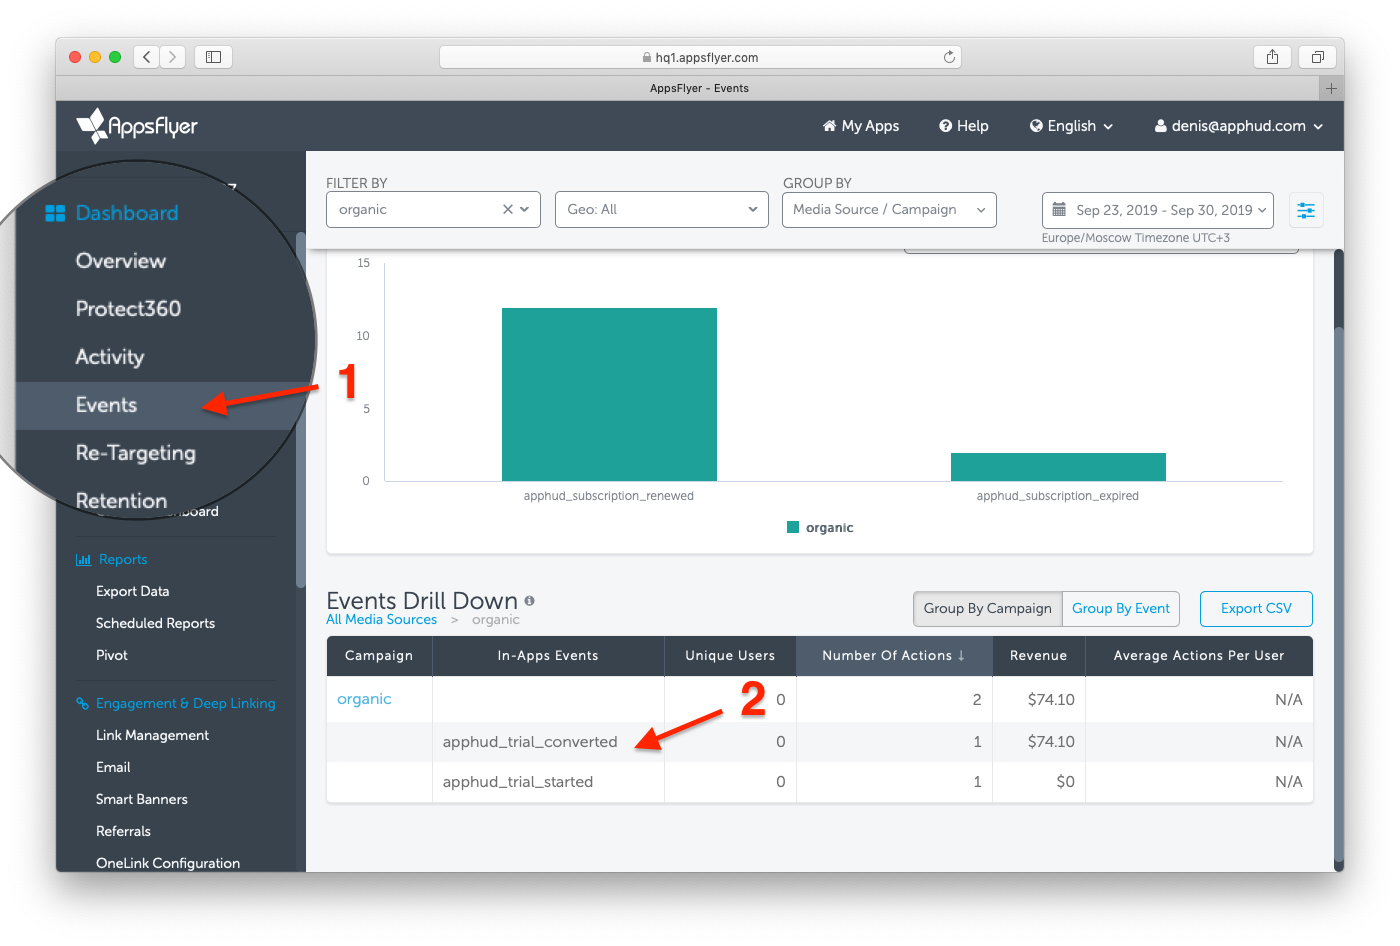 hq1.appsflyer.com
AppsFlyer - Events
AppsFlyer
My Apps
Help
English
denis@apphud.com
FILTER BY
organic
Geo: All
GROUP BY
Media Source / Campaign
Sep 23, 2019 - Sep 30, 2019
Europe/Moscow Timezone UTC+3
Dashboard
Overview
Protect360
Activity
Events
1
Re-Targeting
Retention
Reports
Export Data
Scheduled Reports
Pivot
Engagement & Deep Linking
Link Management
Email
Smart Banners
Referrals
OneLink Configuration
15
10
5
0
apphud_subscription_renewed
apphud_subscription_expired
organic
Events Drill Down
All Media Sources > organic
Group By Campaign
Group By Event
Export CSV
Campaign In-Apps Events Unique Users Number Of Actions ↓ Revenue Average Actions Per User
organic 0 2 $74.10 N/A
2
apphud_trial_converted 0 1 $74.10 N/A
apphud_trial_started 0 1 $0 N/A